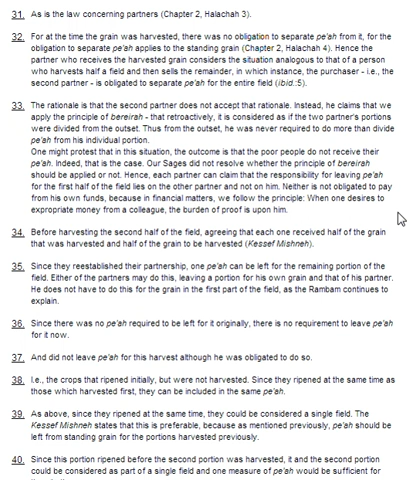 31. As is the law concerning partners (Chapter 2, Halachah 3).
32. For at the time the grain was harvested, there was no obligation to separate pe'ah from it, for the
obligation to separate pe'ah applies to the standing grain (Chapter 2, Halachah 4). Hence the
partner who receives the harvested grain considers the situation analogous to that of a person
who harvests half a field and then sells the remainder, in which instance, the purchaser - i.e., the
second partner - is obligated to separate pe'ah for the entire field (ibid.:5).
33. The rationale is that the second partner does not accept that rationale. Instead, he claims that we
apply the principle of bereirah - that retroactively, it is considered as if the two partner's portions
were divided from the outset. Thus from the outset, he was never required to do more than divide
pe'ah from his individual portion.
One might protest that in this situation, the outcome is that the poor people do not receive their
pe'ah. Indeed, that is the case. Our Sages did not resolve whether the principle of bereirah
should be applied or not. Hence, each partner can claim that the responsibility for leaving pe'ah
for the first half of the field lies on the other partner and not on him. Neither is not obligated to pay
from his own funds, because in financial matters, we follow the principle: When one desires to
expropriate money from a colleague, the burden of proof is upon him.
34. Before harvesting the second half of the field, agreeing that each one received half of the grain
that was harvested and half of the grain to be harvested (Kessef Mishneh).
35. Since they reestablished their partnership, one pe'ah can be left for the remaining portion of the
field. Either of the partners may do this, leaving a portion for his own grain and that of his partner.
He does not have to do this for the grain in the first part of the field, as the Rambam continues to
explain.
36. Since there was no pe'ah required to be left for it originally, there is no requirement to leave pe'ah
for it now.
37. And did not leave pe'ah for this harvest although he was obligated to do so.
38. I.e., the crops that ripened initially, but were not harvested. Since they ripened at the same time as
those which harvested first, they can be included in the same pe'ah.
39. As above, since they ripened at the same time, they could be considered a single field. The
Kessef Mishneh states that this is preferable, because as mentioned previously, pe'ah should be
left from standing grain for the portions harvested previously.
40. Since this portion ripened before the second portion was harvested, it and the second portion
could be considered as part of a single field and one measure of pe'ah would be sufficient for